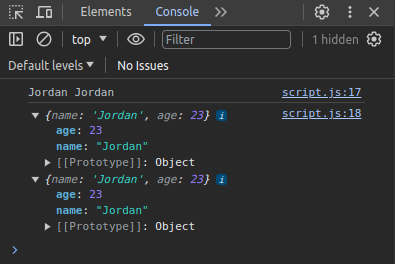 Elements Console
top Filter 1 hidden
Default levels No Issues
Jordan Jordan script.js:17
script.js:18
{name: 'Jordan', age: 23} i
age: 23
name: "Jordan"
[[Prototype]]: Object
{name: 'Jordan', age: 23} i
age: 23
name: "Jordan"
[[Prototype]]: Object